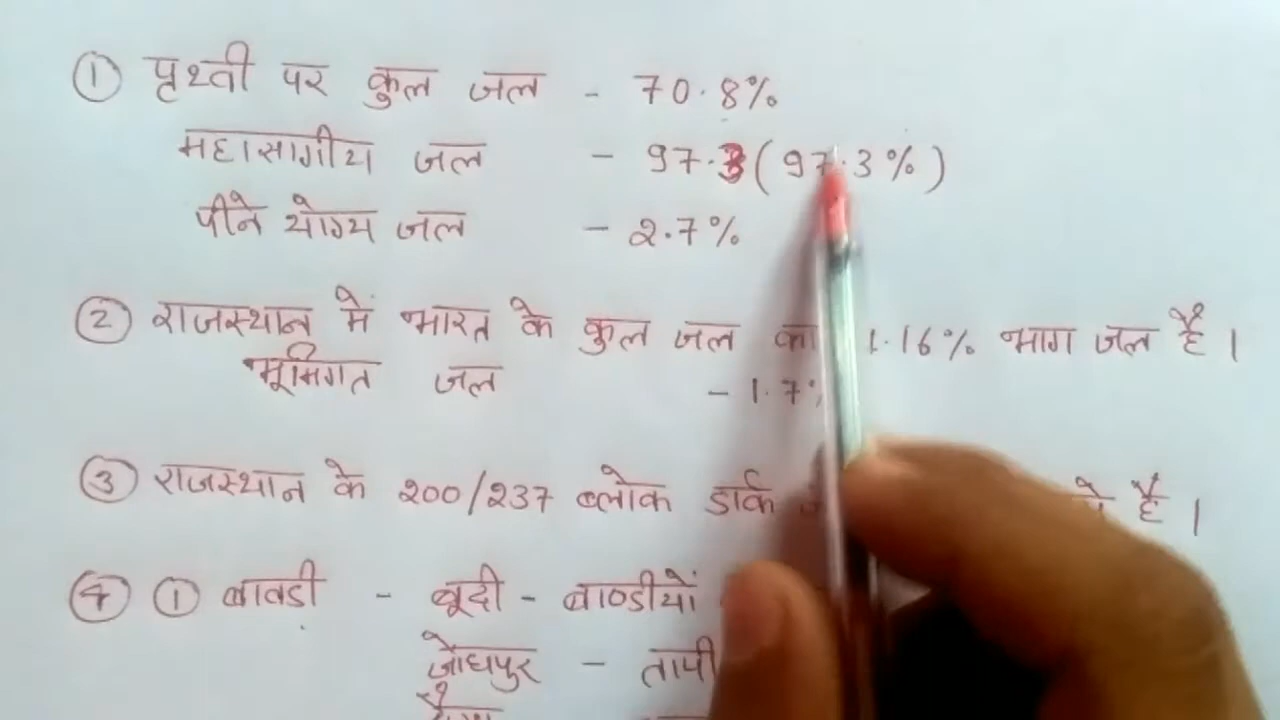 ① पृथ्वी पर कुल जल - 70.8%
महासागीय जल - 97.3 (97.3%)
पीने योग्य जल - 2.7%
② राजस्थान में भारत के कुल जल का 1.16% भाग जल है।
भूमिगत जल - 1.7%
③ राजस्थान के 200/237 ब्लोक डार्क है।
④ ① बावडी - बूदी - बाण्डीयों
जोधपुर - तापी